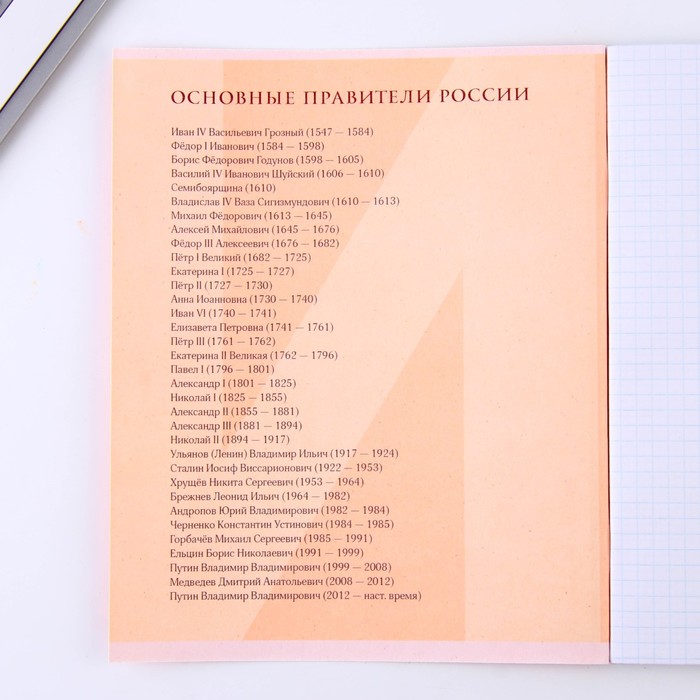 ОСНОВНЫЕ ПРАВИТЕЛИ РОССИИ
Иван IV Васильевич Грозный (1547 — 1584)
Фёдор I Иванович (1584 — 1598)
Борис Фёдорович Годунов (1598 — 1605)
Василий IV Иванович Шуйский (1606 — 1610)
Семибоярщина (1610)
Владислав IV Ваза Сигизмундович (1610 — 1613)
Михаил Фёдорович (1613 — 1645)
Алексей Михайлович (1645 — 1676)
Фёдор III Алексеевич (1676 — 1682)
Пётр I Великий (1682 — 1725)
Екатерина I (1725 — 1727)
Пётр II (1727 — 1730)
Анна Иоанновна (1730 — 1740)
Иван VI (1740 — 1741)
Елизавета Петровна (1741 — 1761)
Пётр III (1761 — 1762)
Екатерина II Великая (1762 — 1796)
Павел I (1796 — 1801)
Александр I (1801 — 1825)
Николай I (1825 — 1855)
Александр II (1855 — 1881)
Александр III (1881 — 1894)
Николай II (1894 — 1917)
Ульянов (Ленин) Владимир Ильич (1917 — 1924)
Сталин Иосиф Виссарионович (1922 — 1953)
Хрущёв Никита Сергеевич (1953 — 1964)
Брежнев Леонид Ильич (1964 — 1982)
Андропов Юрий Владимирович (1982 — 1984)
Черненко Константин Устинович (1984 — 1985)
Горбачёв Михаил Сергеевич (1985 — 1991)
Ельцин Борис Николаевич (1991 — 1999)
Путин Владимир Владимирович (1999 — 2008)
Медведев Дмитрий Анатольевич (2008 — 2012)
Путин Владимир Владимирович (2012 — наст. время)